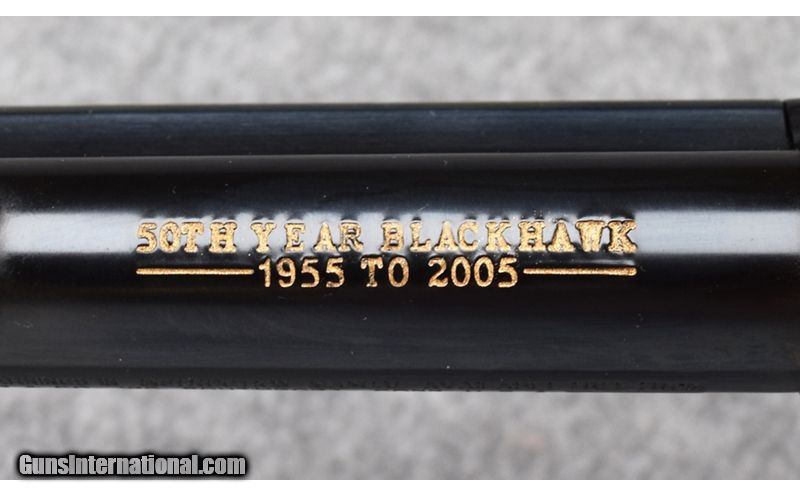 50TH YEAR BLACKHAWK
1955 TO 2005
GunsInternational.com